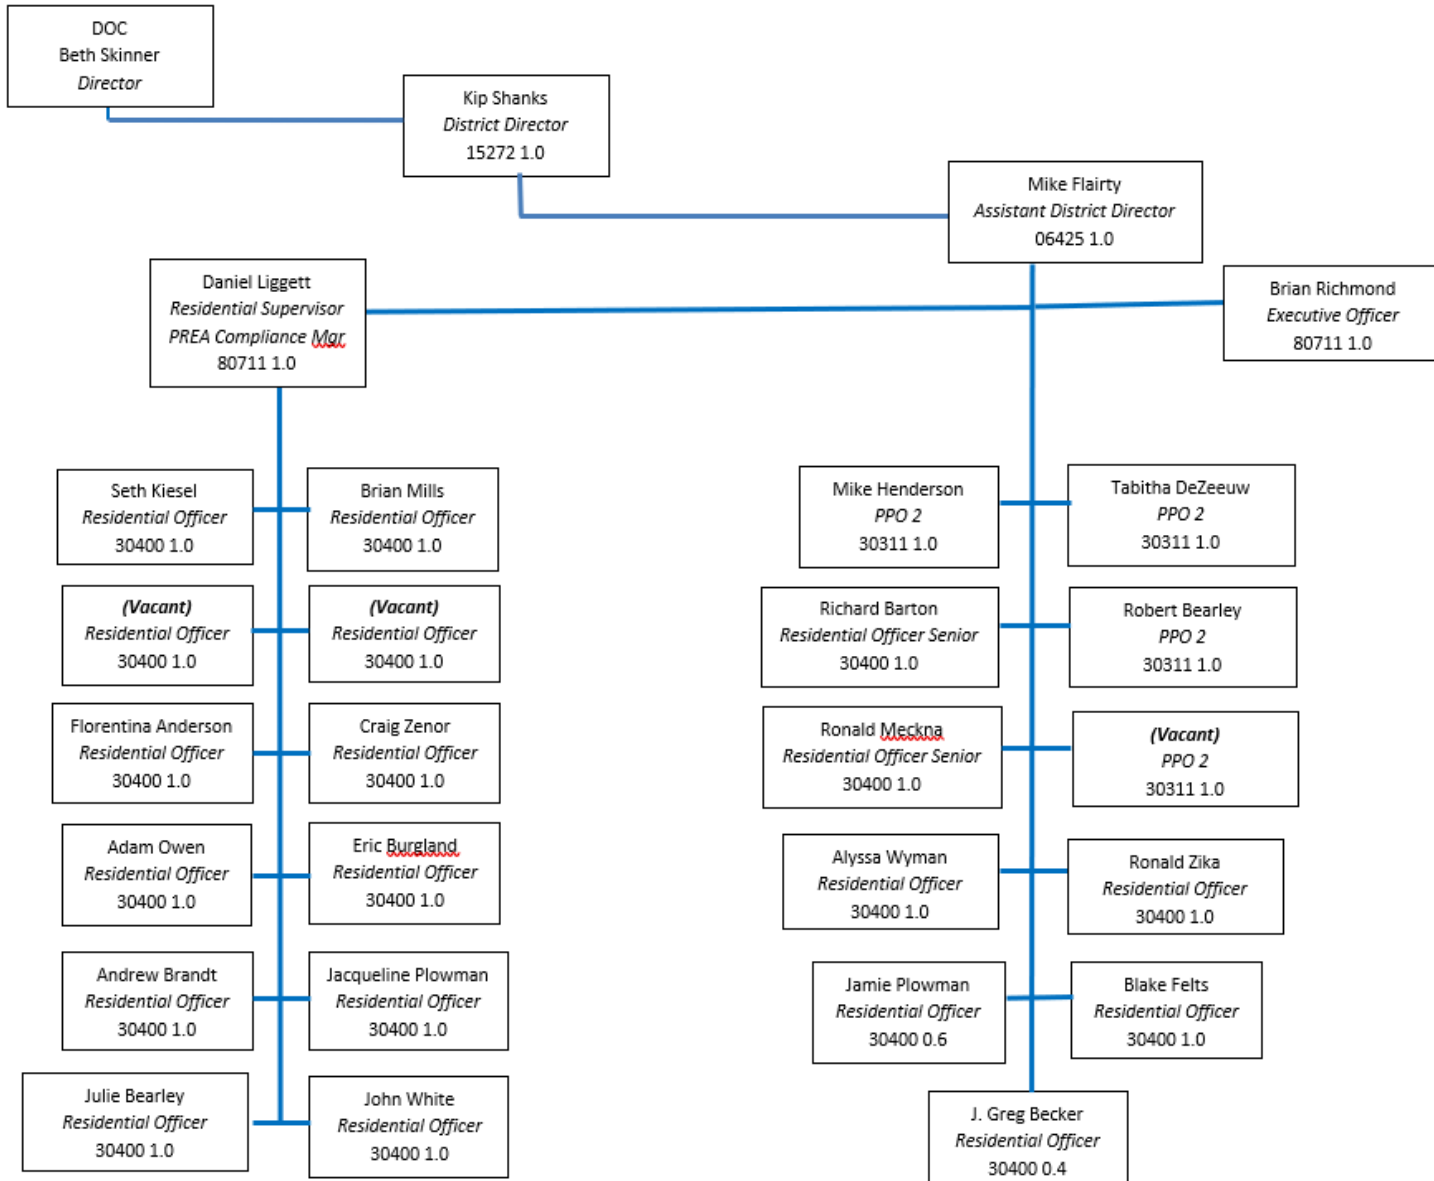 DOC
Beth Skinner
Director
Kip Shanks
District Director
15272 1.0
Mike Flairty
Assistant District Director
06425 1.0
Daniel Liggett
Residential Supervisor
PREA Compliance Mgr
80711 1.0
Brian Richmond
Executive Officer
80711 1.0
Seth Kiesel
Residential Officer
30400 1.0
Brian Mills
Residential Officer
30400 1.0
(Vacant)
Residential Officer
30400 1.0
(Vacant)
Residential Officer
30400 1.0
Florentina Anderson
Residential Officer
30400 1.0
Craig Zenor
Residential Officer
30400 1.0
Adam Owen
Residential Officer
30400 1.0
Eric Burgland
Residential Officer
30400 1.0
Andrew Brandt
Residential Officer
30400 1.0
Jacqueline Plowman
Residential Officer
30400 1.0
Julie Bearley
Residential Officer
30400 1.0
John White
Residential Officer
30400 1.0
Mike Henderson
PPO 2
30311 1.0
Tabitha DeZeeuw
PPO 2
30311 1.0
Richard Barton
Residential Officer Senior
30400 1.0
Robert Bearley
PPO 2
30311 1.0
Ronald Meckna
Residential Officer Senior
30400 1.0
(Vacant)
PPO 2
30311 1.0
Alyssa Wyman
Residential Officer
30400 1.0
Ronald Zika
Residential Officer
30400 1.0
Jamie Plowman
Residential Officer
30400 0.6
Blake Felts
Residential Officer
30400 1.0
J. Greg Becker
Residential Officer
30400 0.4